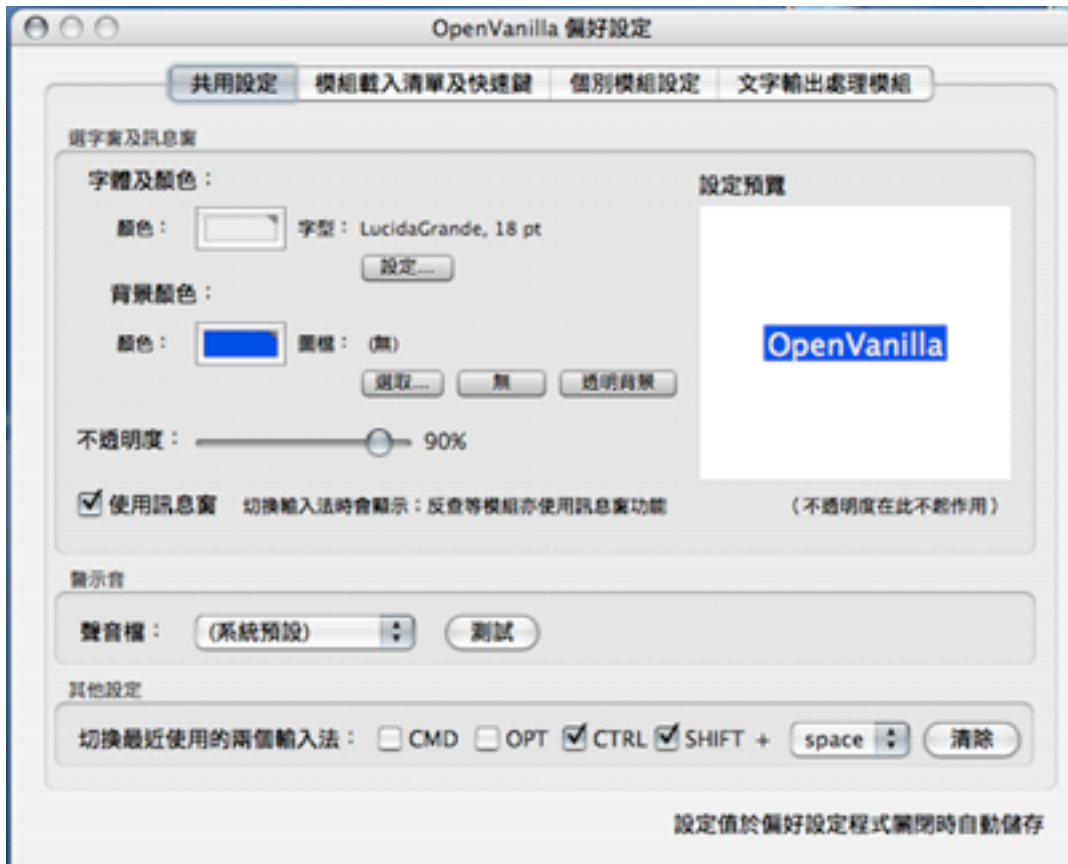 OpenVanilla 偏好設定
共用設定 模組載入清單及快速鍵 個別模組設定 文字輸出處理模組
選字窗及訊息窗
字體及顏色： 設定預覽
顏色： 字型： LucidaGrande, 18 pt
設定...
背景顏色：
OpenVanilla
顏色： 圖檔： (無)
選取... 無 透明背景
不透明度： 90%
使用訊息窗 切換輸入法時會顯示：反查等模組亦使用訊息窗功能 （不透明度在此不起作用）
警示音
聲音檔： (系統預設) 測試
其他設定
切換最近使用的兩個輸入法： CMD OPT CTRL SHIFT + space 清除
設定值於偏好設定程式關閉時自動儲存